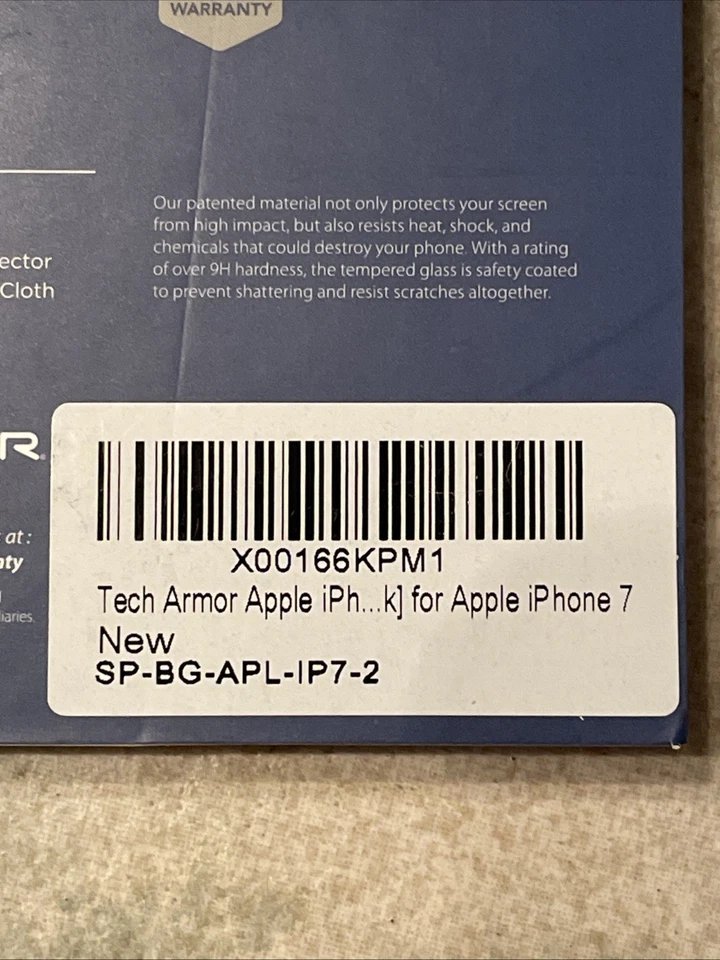 WARRANTY
Our patented material not only protects your screen
from high impact, but also resists heat, shock, and
chemicals that could destroy your phone. With a rating
of over 9H hardness, the tempered glass is safety coated
to prevent shattering and resist scratches altogether.
ector
Cloth
R
at:
nty
iaries.
X00166KPM1
Tech Armor Apple iPh...k] for Apple iPhone 7
New
SP-BG-APL-IP7-2